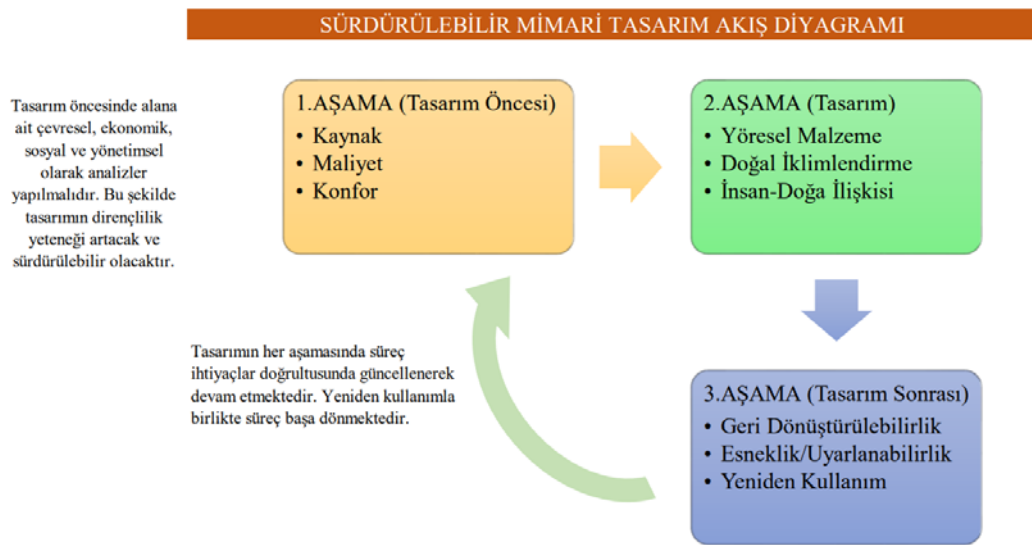 SÜRDÜRÜLEBİLİR MİMARİ TASARIM AKIŞ DİYAGRAMI
Tasarım öncesinde alana
ait çevresel, ekonomik,
sosyal ve yönetimsel
olarak analizler
yapılmalıdır. Bu şekilde
tasarımın dirençlilik
yeteneği artacak ve
sürdürülebilir olacaktır.
1.AŞAMA (Tasarım Öncesi)
• Kaynak
• Maliyet
• Konfor
2.AŞAMA (Tasarım)
• Yöresel Malzeme
• Doğal İklimlendirme
• İnsan-Doğa İlişkisi
Tasarımın her aşamasında süreç
ihtiyaçlar doğrultusunda güncellenerek
devam etmektedir. Yeniden kullanımla
birlikte süreç başa dönmektedir.
3.AŞAMA (Tasarım Sonrası)
• Geri Dönüştürülebilirlik
• Esneklik/Uyarlanabilirlik
• Yeniden Kullanım